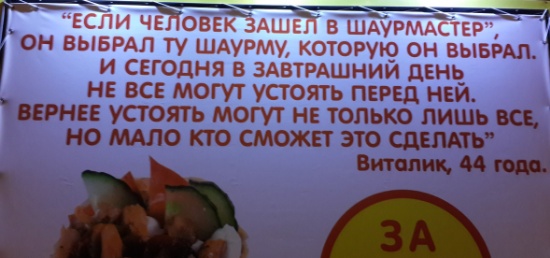 "ЕСЛИ ЧЕЛОВЕК ЗАШЕЛ В ШАУРМАСТЕР",
ОН ВЫБРАЛ ТУ ШАУРМУ, КОТОРУЮ ОН ВЫБРАЛ.
И СЕГОДНЯ В ЗАВТРАШНИЙ ДЕНЬ
НЕ ВСЕ МОГУТ УСТОЯТЬ ПЕРЕД НЕЙ.
ВЕРНЕЕ УСТОЯТЬ МОГУТ НЕ ТОЛЬКО ЛИШЬ ВСЕ,
НО МАЛО КТО СМОЖЕТ ЭТО СДЕЛАТЬ"
Виталик, 44 года.
ЗА